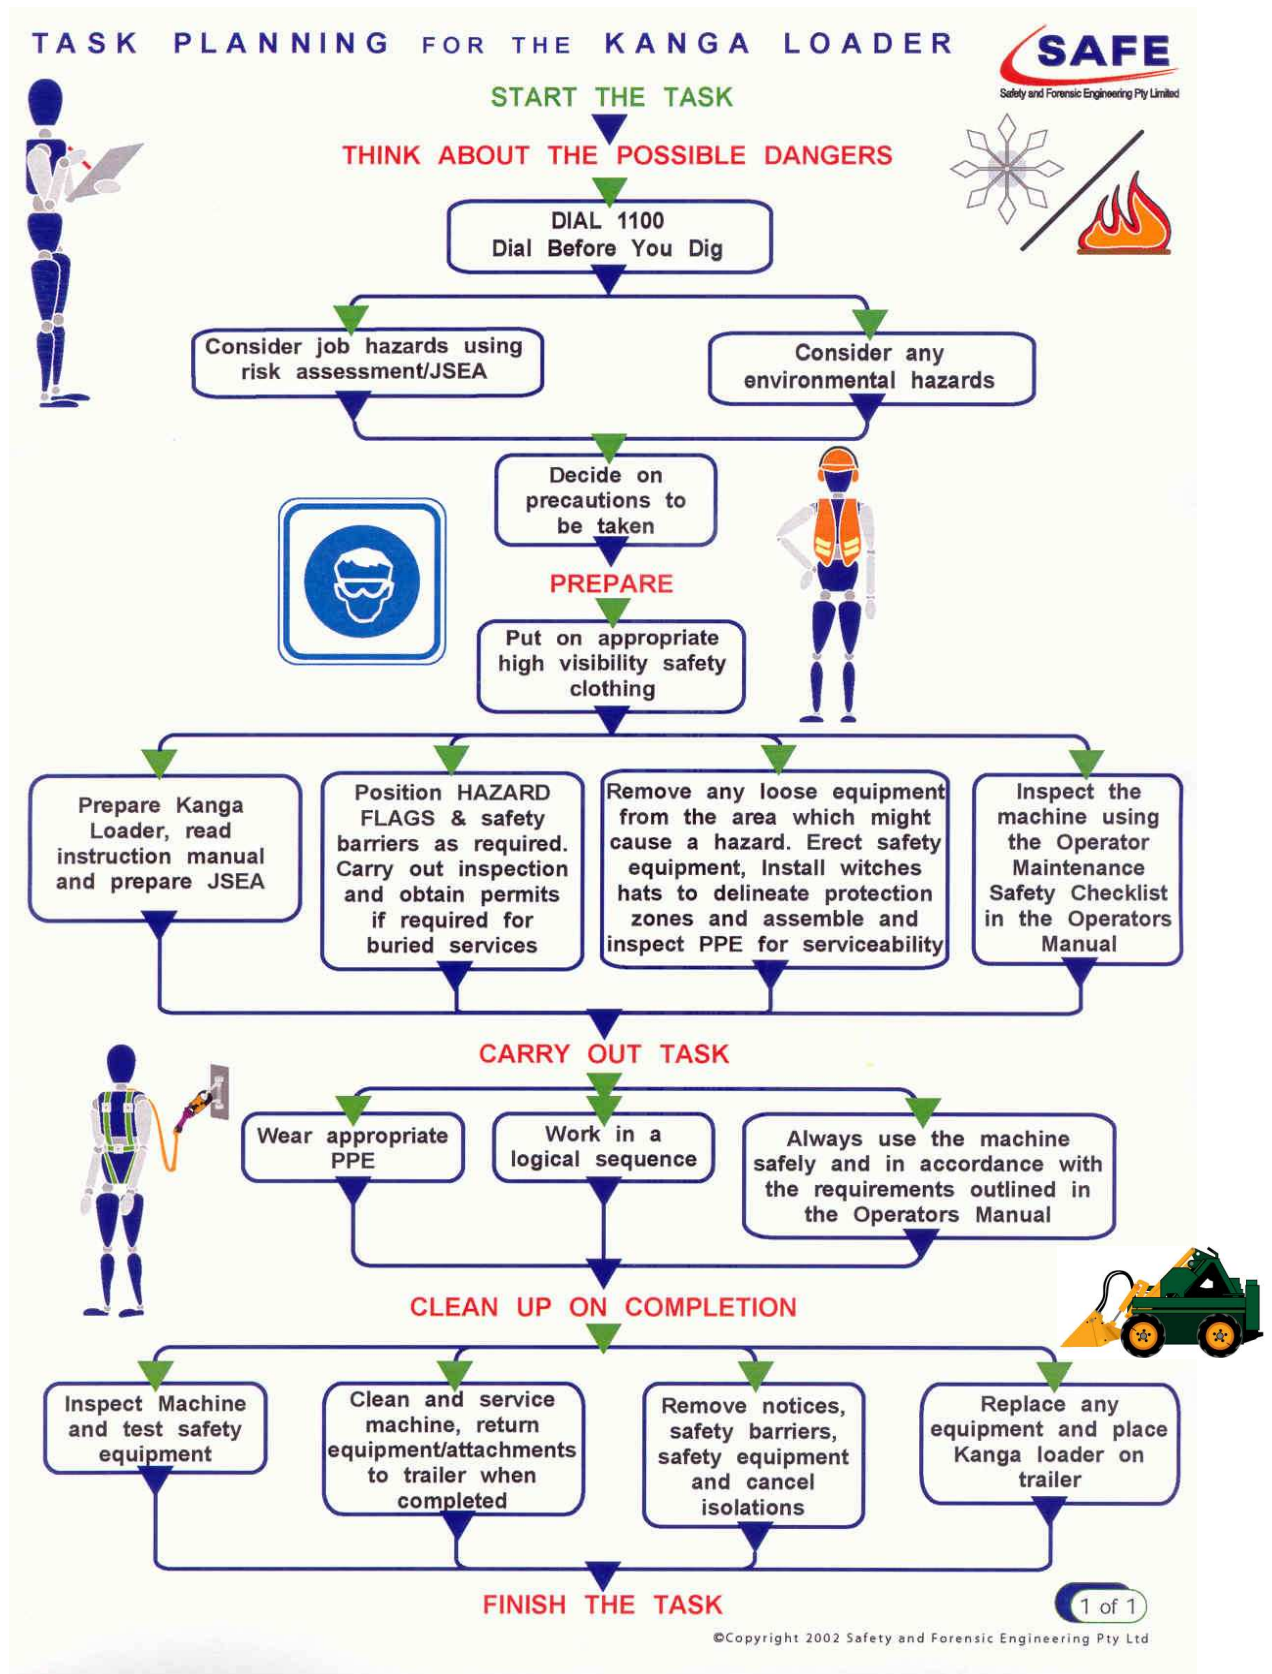 TASK PLANNING FOR THE KANGA LOADER
SAFE
Safety and Forensic Engineering Pty Limited
START THE TASK
THINK ABOUT THE POSSIBLE DANGERS
DIAL 1100
Dial Before You Dig
Consider job hazards using
risk assessment/JSEA
Consider any
environmental hazards
Decide on
precautions to
be taken
PREPARE
Put on appropriate
high visibility safety
clothing
Prepare Kanga
Loader, read
instruction manual
and prepare JSEA
Position HAZARD
FLAGS & safety
barriers as required.
Carry out inspection
and obtain permits
if required for
buried services
Remove any loose equipment
from the area which might
cause a hazard. Erect safety
equipment, Install witches
hats to delineate protection
zones and assemble and
inspect PPE for serviceability
Inspect the
machine using
the Operator
Maintenance
Safety Checklist
in the Operators
Manual
CARRY OUT TASK
Wear appropriate
PPE
Work in a
logical sequence
Always use the machine
safely and in accordance with
the requirements outlined in
the Operators Manual
CLEAN UP ON COMPLETION
Inspect Machine
and test safety
equipment
Clean and service
machine, return
equipment/attachments
to trailer when
completed
Remove notices,
safety barriers,
safety equipment
and cancel
isolations
Replace any
equipment and place
Kanga loader on
trailer
FINISH THE TASK
1 of 1
©Copyright 2002 Safety and Forensic Engineering Pty Ltd